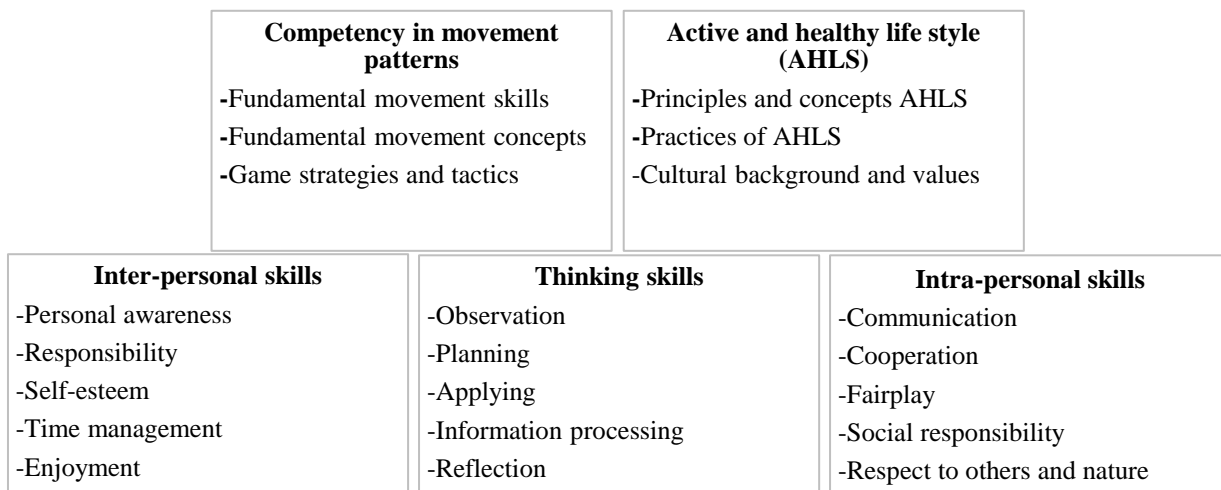 Competency in movement
patterns
-Fundamental movement skills
-Fundamental movement concepts
-Game strategies and tactics
Active and healthy life style
(AHLS)
-Principles and concepts AHLS
-Practices of AHLS
-Cultural background and values
Inter-personal skills
-Personal awareness
-Responsibility
-Self-esteem
-Time management
-Enjoyment
Thinking skills
-Observation
-Planning
-Applying
-Information processing
-Reflection
Intra-personal skills
-Communication
-Cooperation
-Fairplay
-Social responsibility
-Respect to others and nature